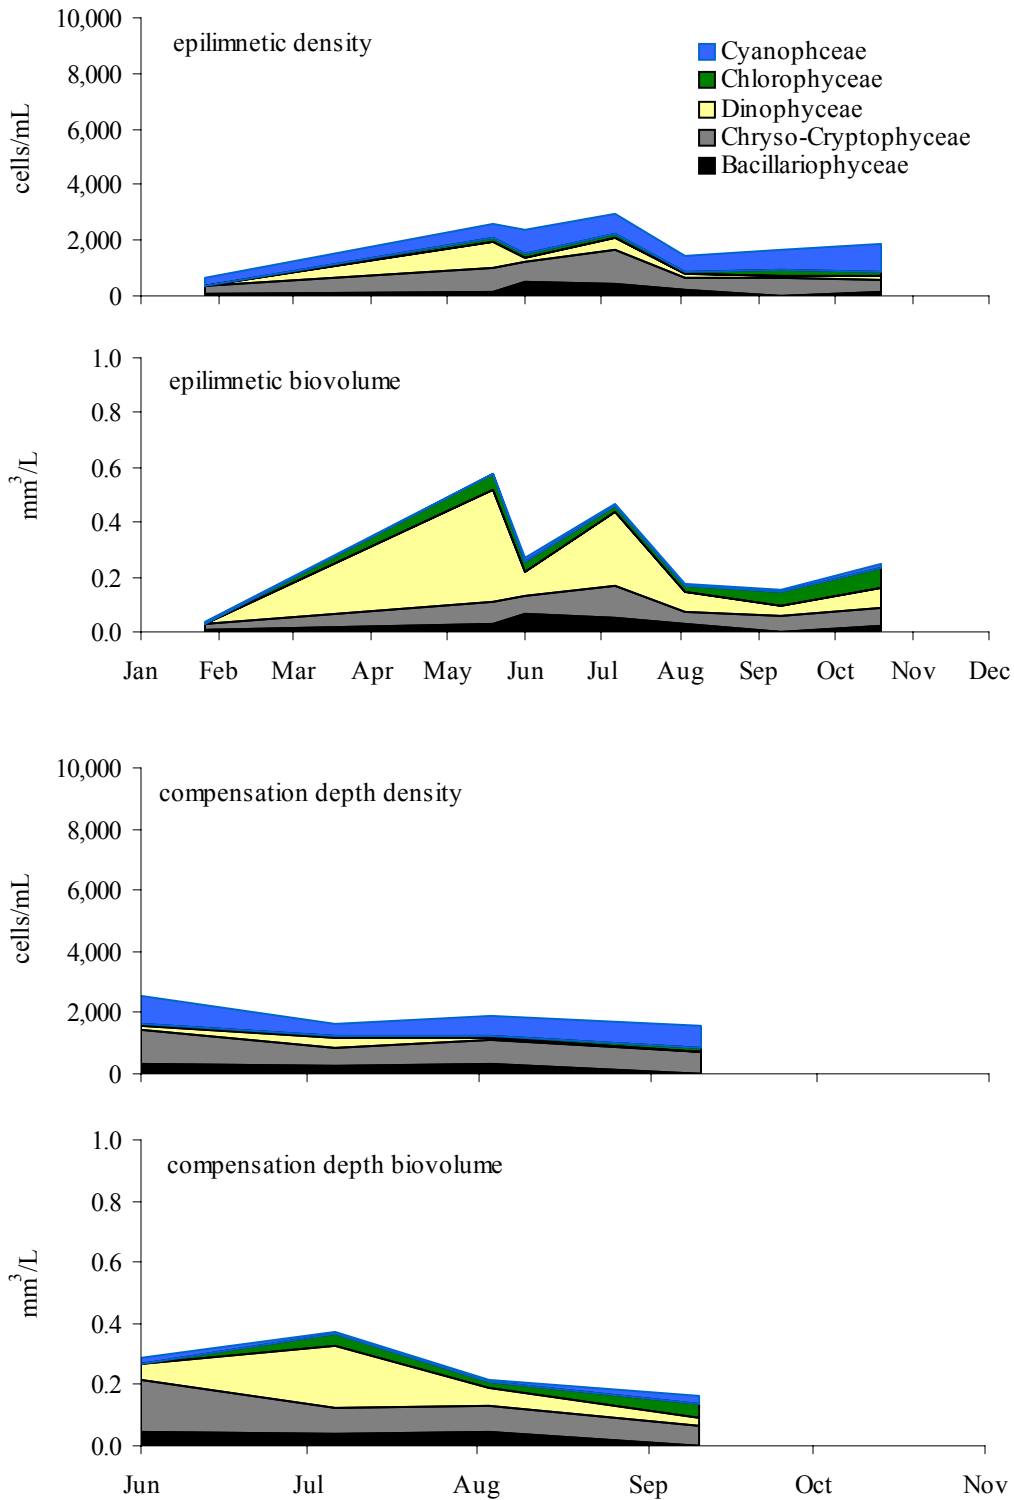 10,000
8,000
6,000
4,000
2,000
0
cells/mL
epilimnetic density
Cyanophceae
Chlorophyceae
Dinophyceae
Chryso-Cryptophyceae
Bacillariophyceae
1.0
0.8
0.6
0.4
0.2
0.0
mm³/L
epilimnetic biovolume
Jan Feb Mar Apr May Jun Jul Aug Sep Oct Nov Dec
10,000
8,000
6,000
4,000
2,000
0
cells/mL
compensation depth density
1.0
0.8
0.6
0.4
0.2
0.0
mm³/L
compensation depth biovolume
Jun Jul Aug Sep Oct Nov